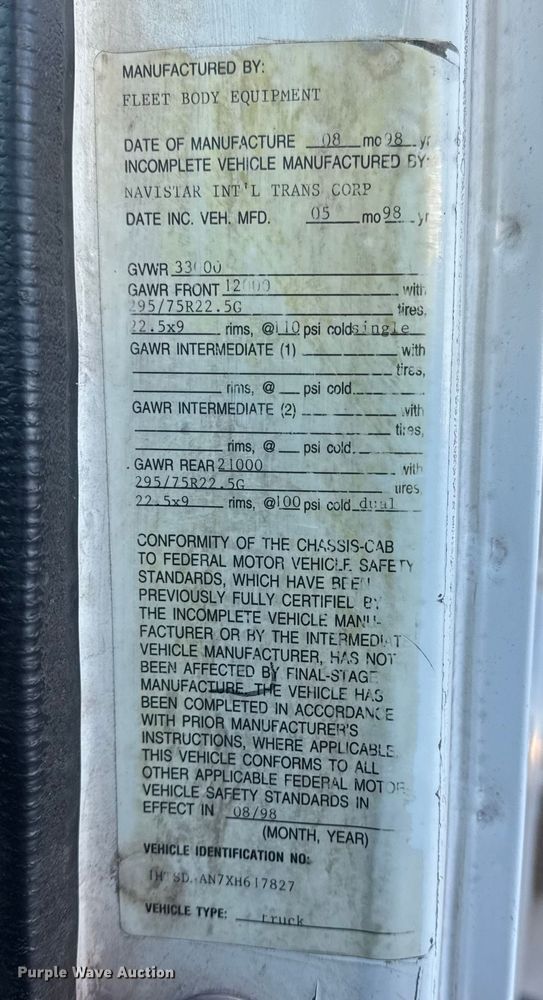 MANUFACTURED BY:
FLEET BODY EQUIPMENT
DATE OF MANUFACTURE 08 mo 98 yr
INCOMPLETE VEHICLE MANUFACTURED BY:
NAVISTAR INT'L TRANS CORP
DATE INC. VEH. MFD. 05 mo 98 yr
GVWR 33000
GAWR FRONT 12000 with
295/75R22.5G tires,
22.5x9 rims, @110 psi cold single
GAWR INTERMEDIATE (1) with
tires,
rims, @ psi cold.
GAWR INTERMEDIATE (2) with
tires,
rims, @ psi cold.
GAWR REAR 21000 with
295/75R22.5G tires,
22.5x9 rims, @100 psi cold dual
CONFORMITY OF THE CHASSIS-CAB
TO FEDERAL MOTOR VEHICLE SAFETY
STANDARDS, WHICH HAVE BEEN
PREVIOUSLY FULLY CERTIFIED BY
THE INCOMPLETE VEHICLE MANU-
FACTURER OR BY THE INTERMEDIAT
VEHICLE MANUFACTURER, HAS NOT
BEEN AFFECTED BY FINAL-STAGE
MANUFACTURE. THE VEHICLE HAS
BEEN COMPLETED IN ACCORDANCE
WITH PRIOR MANUFACTURER'S
INSTRUCTIONS, WHERE APPLICABLE.
THIS VEHICLE CONFORMS TO ALL
OTHER APPLICABLE FEDERAL MOTOR
VEHICLE SAFETY STANDARDS IN
EFFECT IN 08/98
(MONTH, YEAR)
VEHICLE IDENTIFICATION NO:
AN7XH617827
VEHICLE TYPE: truck
Purple Wave Auction